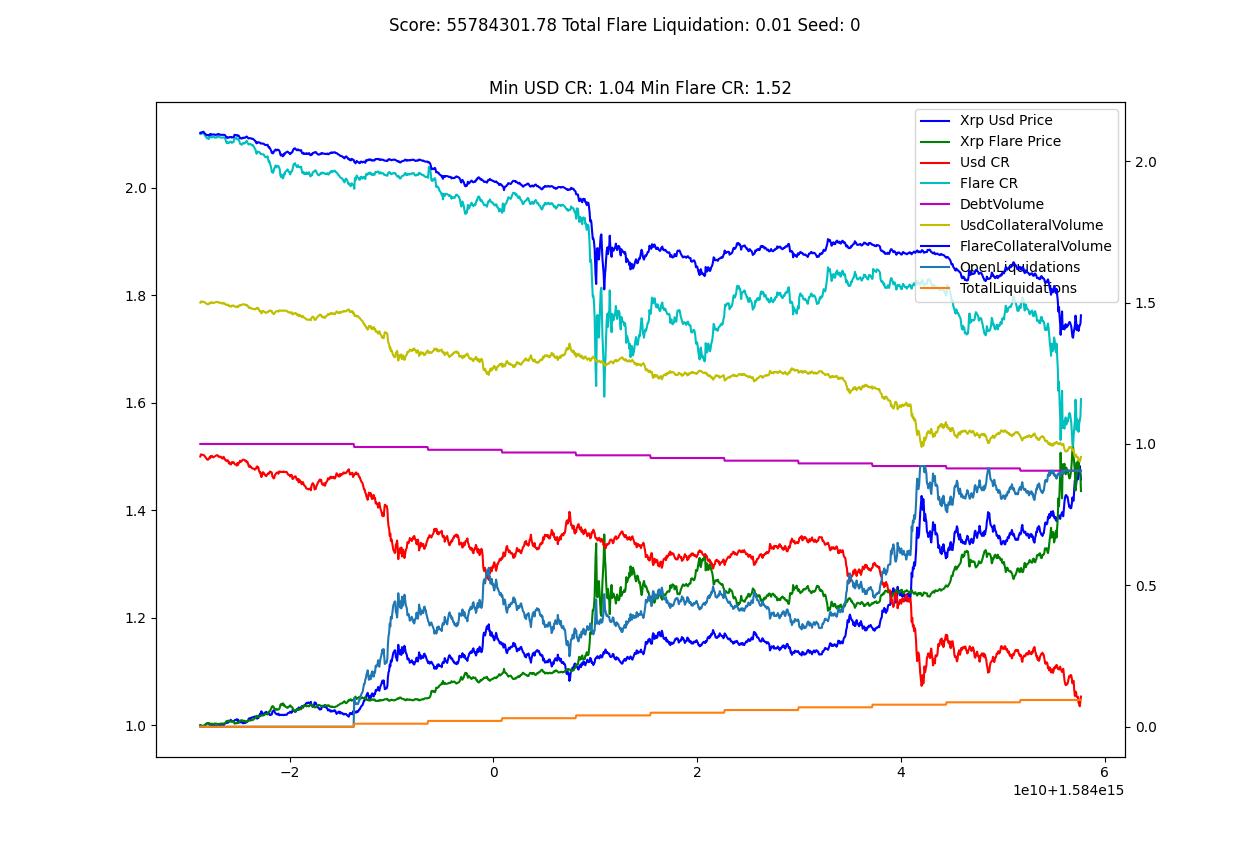 Score: 55784301.78 Total Flare Liquidation: 0.01 Seed: 0
Min USD CR: 1.04 Min Flare CR: 1.52
Xrp Usd Price
Xrp Flare Price
Usd CR
Flare CR
DebtVolume
UsdCollateralVolume
FlareCollateralVolume
OpenLiquidations
TotalLiquidations
2.0
1.8
1.6
1.4
1.2
1.0
2.0
1.5
1.0
0.5
0.0
−2 0 2 4 6
1e10+1.584e15